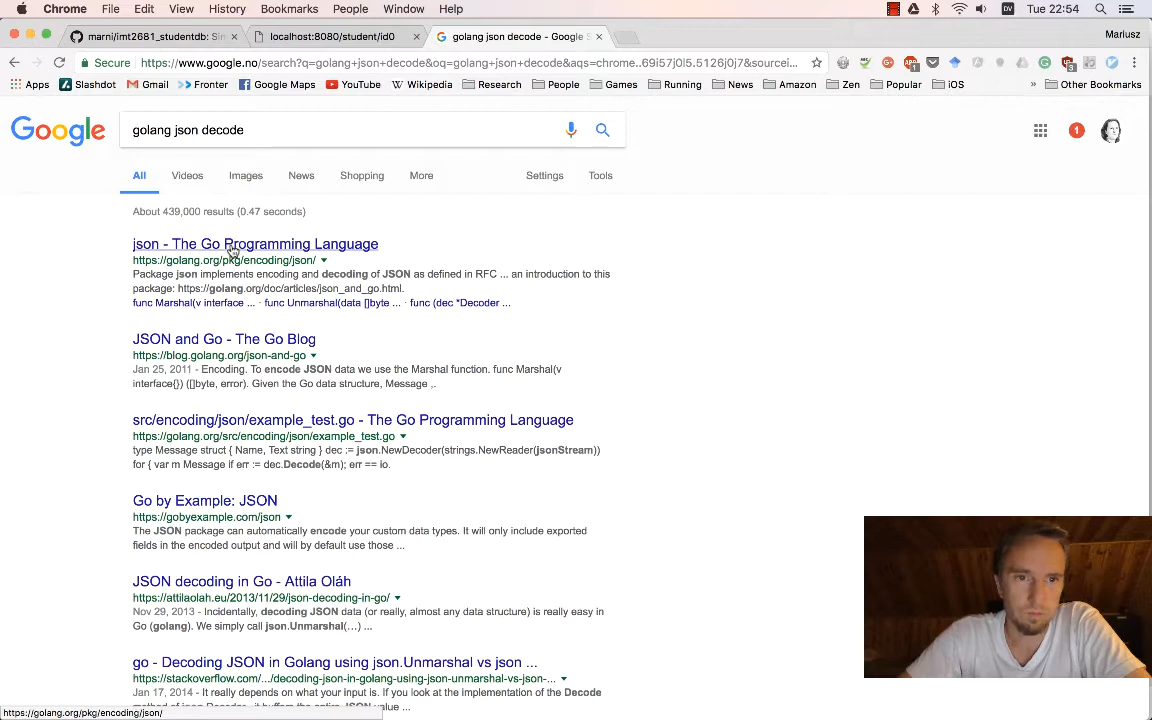 Chrome File Edit View History Bookmarks People Window Help DV Tue 22:54
marni/imt2681_studentdb: Sim localhost:8080/student/id0 golang json decode - Google S Mariusz
Secure https://www.google.no/search?q=golang+json+decode&oq=golang+json+decode&aqs=chrome..69i57j0l5.5126j0j7&sourcei...
Apps Slashdot Gmail Fronter Google Maps YouTube Wikipedia Research People Games Running News Amazon Zen Popular iOS » Other Bookmarks
Google golang json decode 1
All Videos Images News Shopping More Settings Tools
About 439,000 results (0.47 seconds)
json - The Go Programming Language
https://golang.org/pkg/encoding/json/
Package json implements encoding and decoding of JSON as defined in RFC ... an introduction to this
package: https://golang.org/doc/articles/json_and_go.html.
func Marshal(v interface ... · func Unmarshal(data []byte ... · func (dec *Decoder ...
JSON and Go - The Go Blog
https://blog.golang.org/json-and-go
Jan 25, 2011 - Encoding. To encode JSON data we use the Marshal function. func Marshal(v
interface{}) ([]byte, error). Given the Go data structure, Message ,.
src/encoding/json/example_test.go - The Go Programming Language
https://golang.org/src/encoding/json/example_test.go
type Message struct { Name, Text string } dec := json.NewDecoder(strings.NewReader(jsonStream))
for { var m Message if err := dec.Decode(&m); err == io.
Go by Example: JSON
https://gobyexample.com/json
The JSON package can automatically encode your custom data types. It will only include exported
fields in the encoded output and will by default use those ...
JSON decoding in Go - Attila Oláh
https://attilaolah.eu/2013/11/29/json-decoding-in-go/
Nov 29, 2013 - Incidentally, decoding JSON data (or really, almost any data structure) is really easy in
Go (golang). We simply call json.Unmarshal(…) ...
go - Decoding JSON in Golang using json.Unmarshal vs json ...
https://stackoverflow.com/.../decoding-json-in-golang-using-json-unmarshal-vs-json-...
Jan 17, 2014 - It really depends on what your input is. If you look at the implementation of the Decode
https://golang.org/pkg/encoding/json/